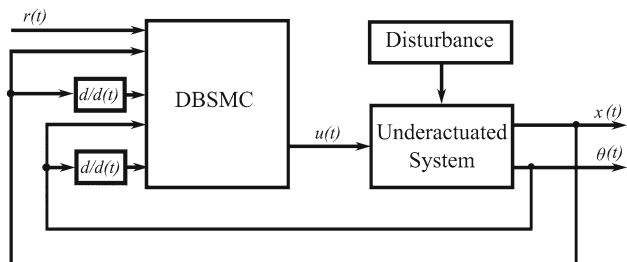 r(t)
Disturbance
d/d(t)
DBSMC
x(t)
u(t)
Underactuated
System
d/d(t)
θ(t)